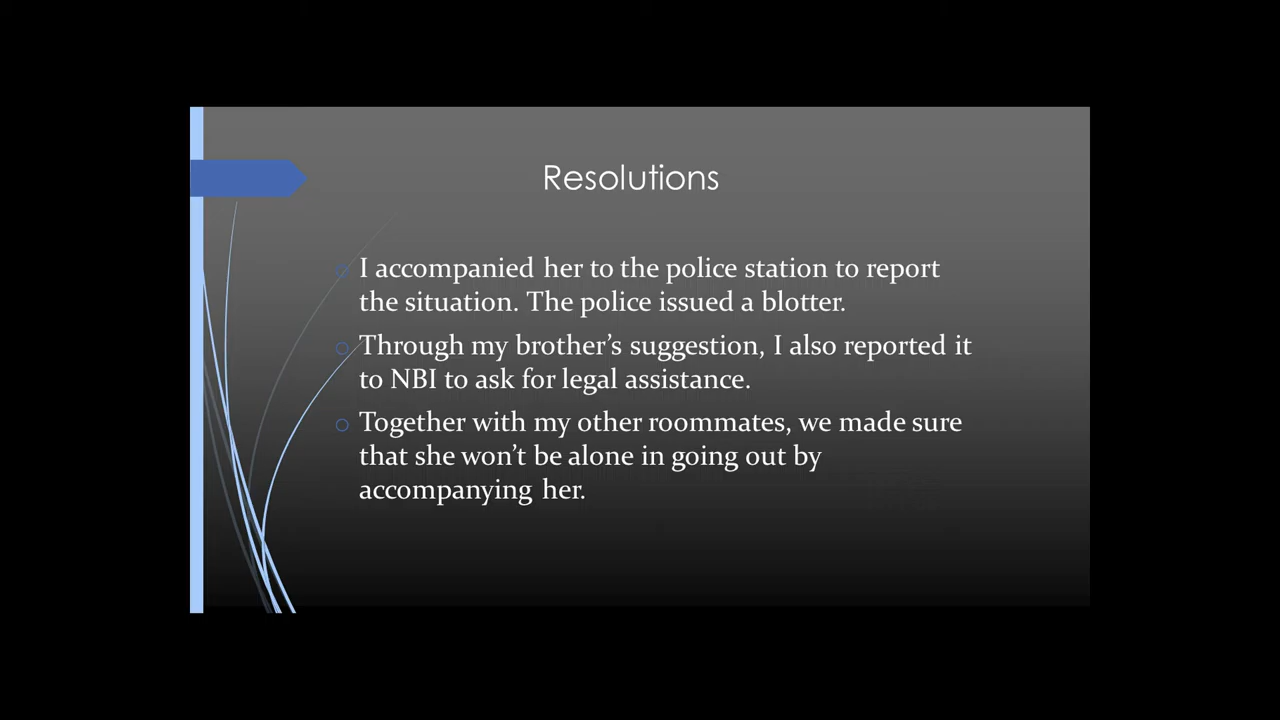 Resolutions
I accompanied her to the police station to report
the situation. The police issued a blotter.
Through my brother’s suggestion, I also reported it
to NBI to ask for legal assistance.
Together with my other roommates, we made sure
that she won’t be alone in going out by
accompanying her.